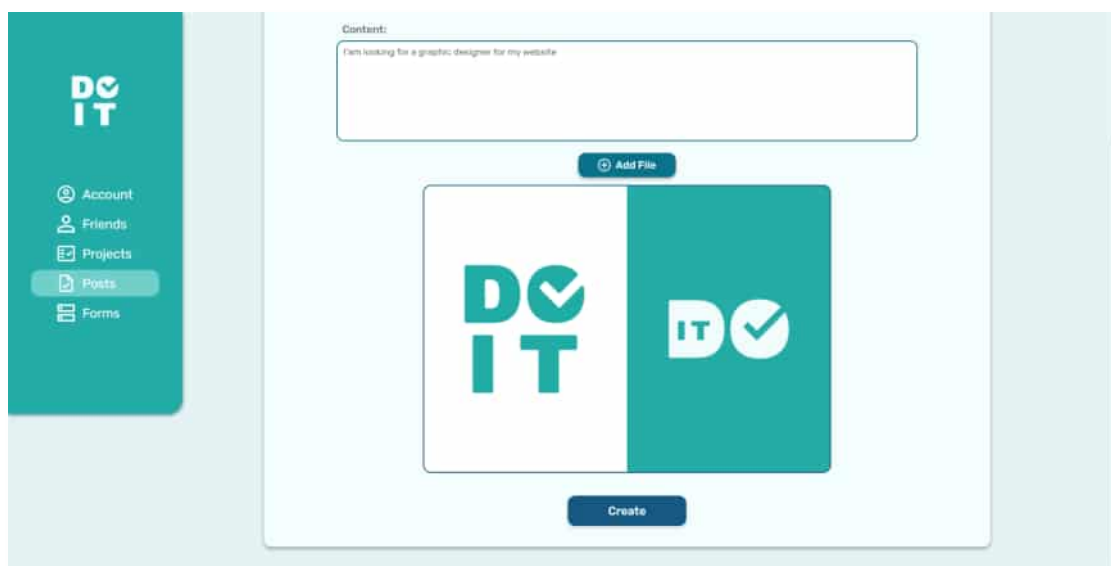 DO
IT
Account
Friends
Projects
Posts
Forms
Content:
I'am looking for a graphic designer for my website
Add File
DO
IT
IT DO
Create